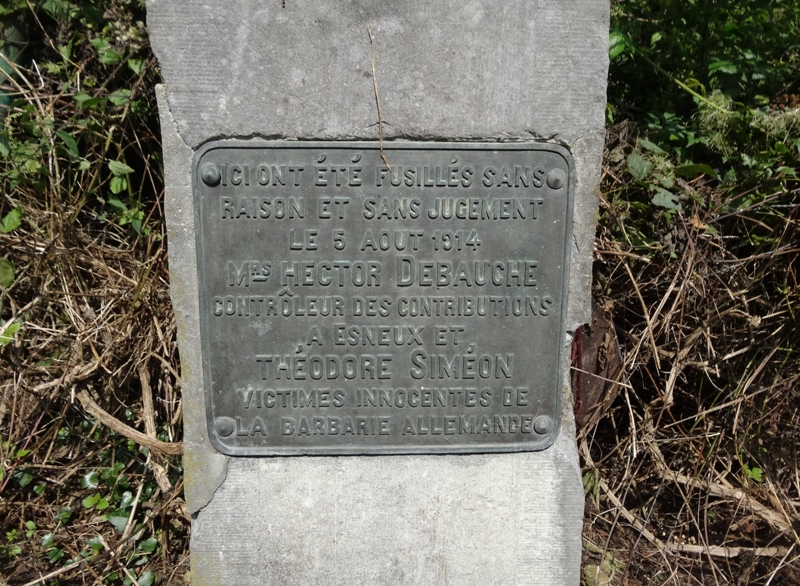 ICI ONT ÉTÉ FUSILLÉS SANS
RAISON ET SANS JUGEMENT
LE 5 AOUT 1914
MRS HECTOR DEBAUCHE
CONTRÔLEUR DES CONTRIBUTIONS
A ESNEUX ET
THÉODORE SIMÉON
VICTIMES INNOCENTES DE
LA BARBARIE ALLEMANDE